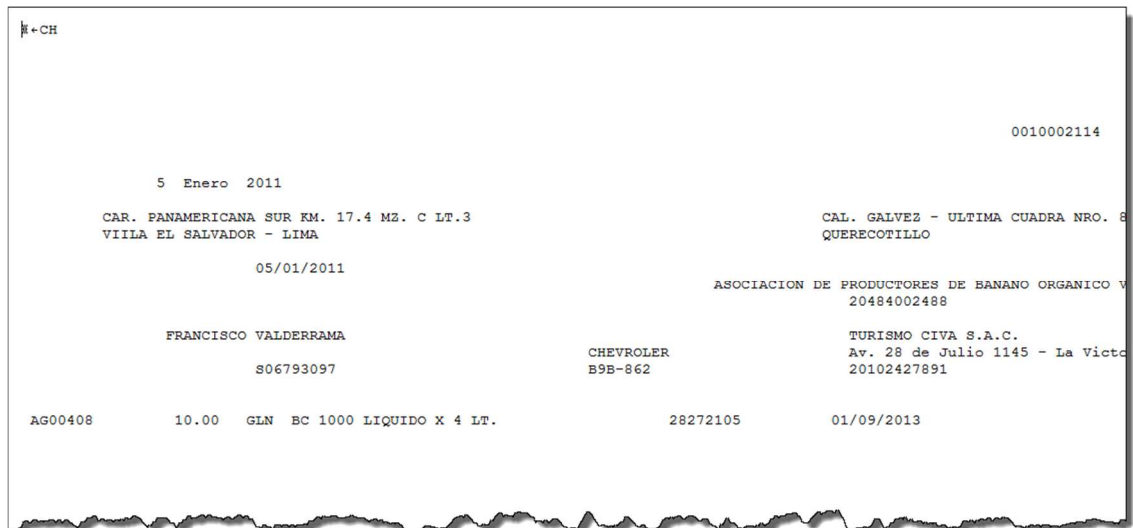 ←CH
0010002114
5 Enero 2011
CAR. PANAMERICANA SUR KM. 17.4 MZ. C LT.3 CAL. GALVEZ - ULTIMA CUADRA NRO. 8
VIILA EL SALVADOR - LIMA QUERECOTILLO
05/01/2011
ASOCIACION DE PRODUCTORES DE BANANO ORGANICO V
20484002488
FRANCISCO VALDERRAMA TURISMO CIVA S.A.C.
CHEVROLER Av. 28 de Julio 1145 - La Victo
S06793097 B9B-862 20102427891
AG00408 10.00 GLN BC 1000 LIQUIDO X 4 LT. 28272105 01/09/2013